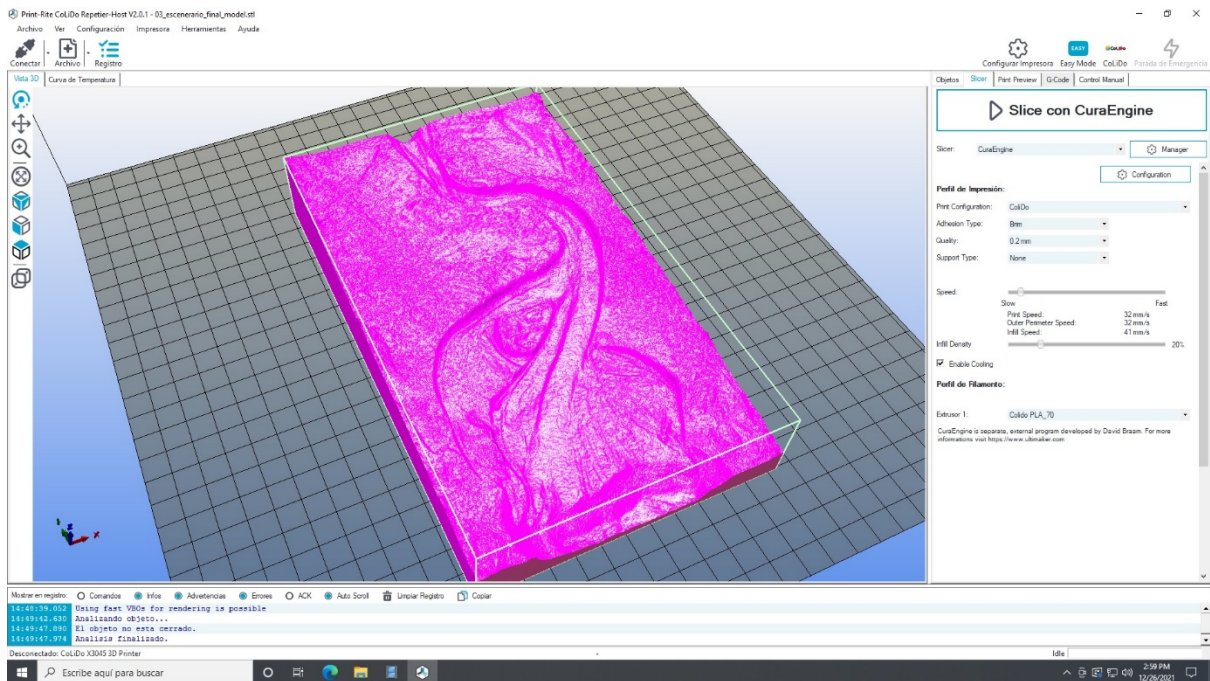 Print-Rite CoLiDo Repetier-Host V2.0.1 - 03_escenerario_final_model.stl
Archivo Ver Configuración Impresora Herramientas Ayuda
Conectar Archivo Registro Configurar Impresora Easy Mode CoLiDo Parada de Emergencia
EASY
Vista 3D Curva de Temperatura
Objetos Slicer Print Preview G-Code Control Manual
Slice con CuraEngine
Slicer: CuraEngine Manager
Configuration
Perfil de Impresión:
Print Configuration: ColiDo
Adhesion Type: Brim
Quality: 0.2 mm
Support Type: None
Speed:
Slow Fast
Print Speed: 32 mm/s
Outer Perimeter Speed: 32 mm/s
Infill Speed: 41 mm/s
Infill Density 20%
Enable Cooling
Perfil de Filamento:
Extrusor 1: Colido PLA_70
CuraEngine is separate, external program developed by David Braam. For more
informations visit https://www.ultimaker.com
Mostrar en registro: Comandos Infos Advertencias Errores ACK Auto Scroll Limpiar Registro Copiar
14:48:39.052 Using fast VBOs for rendering is possible
14:49:42.630 Analizando objeto...
14:49:47.890 El objeto no esta cerrado.
14:49:47.974 Analisis finalizado.
Desconectado: CoLiDo X3045 3D Printer - Idle
Escribe aquí para buscar
2:59 PM
12/26/2021